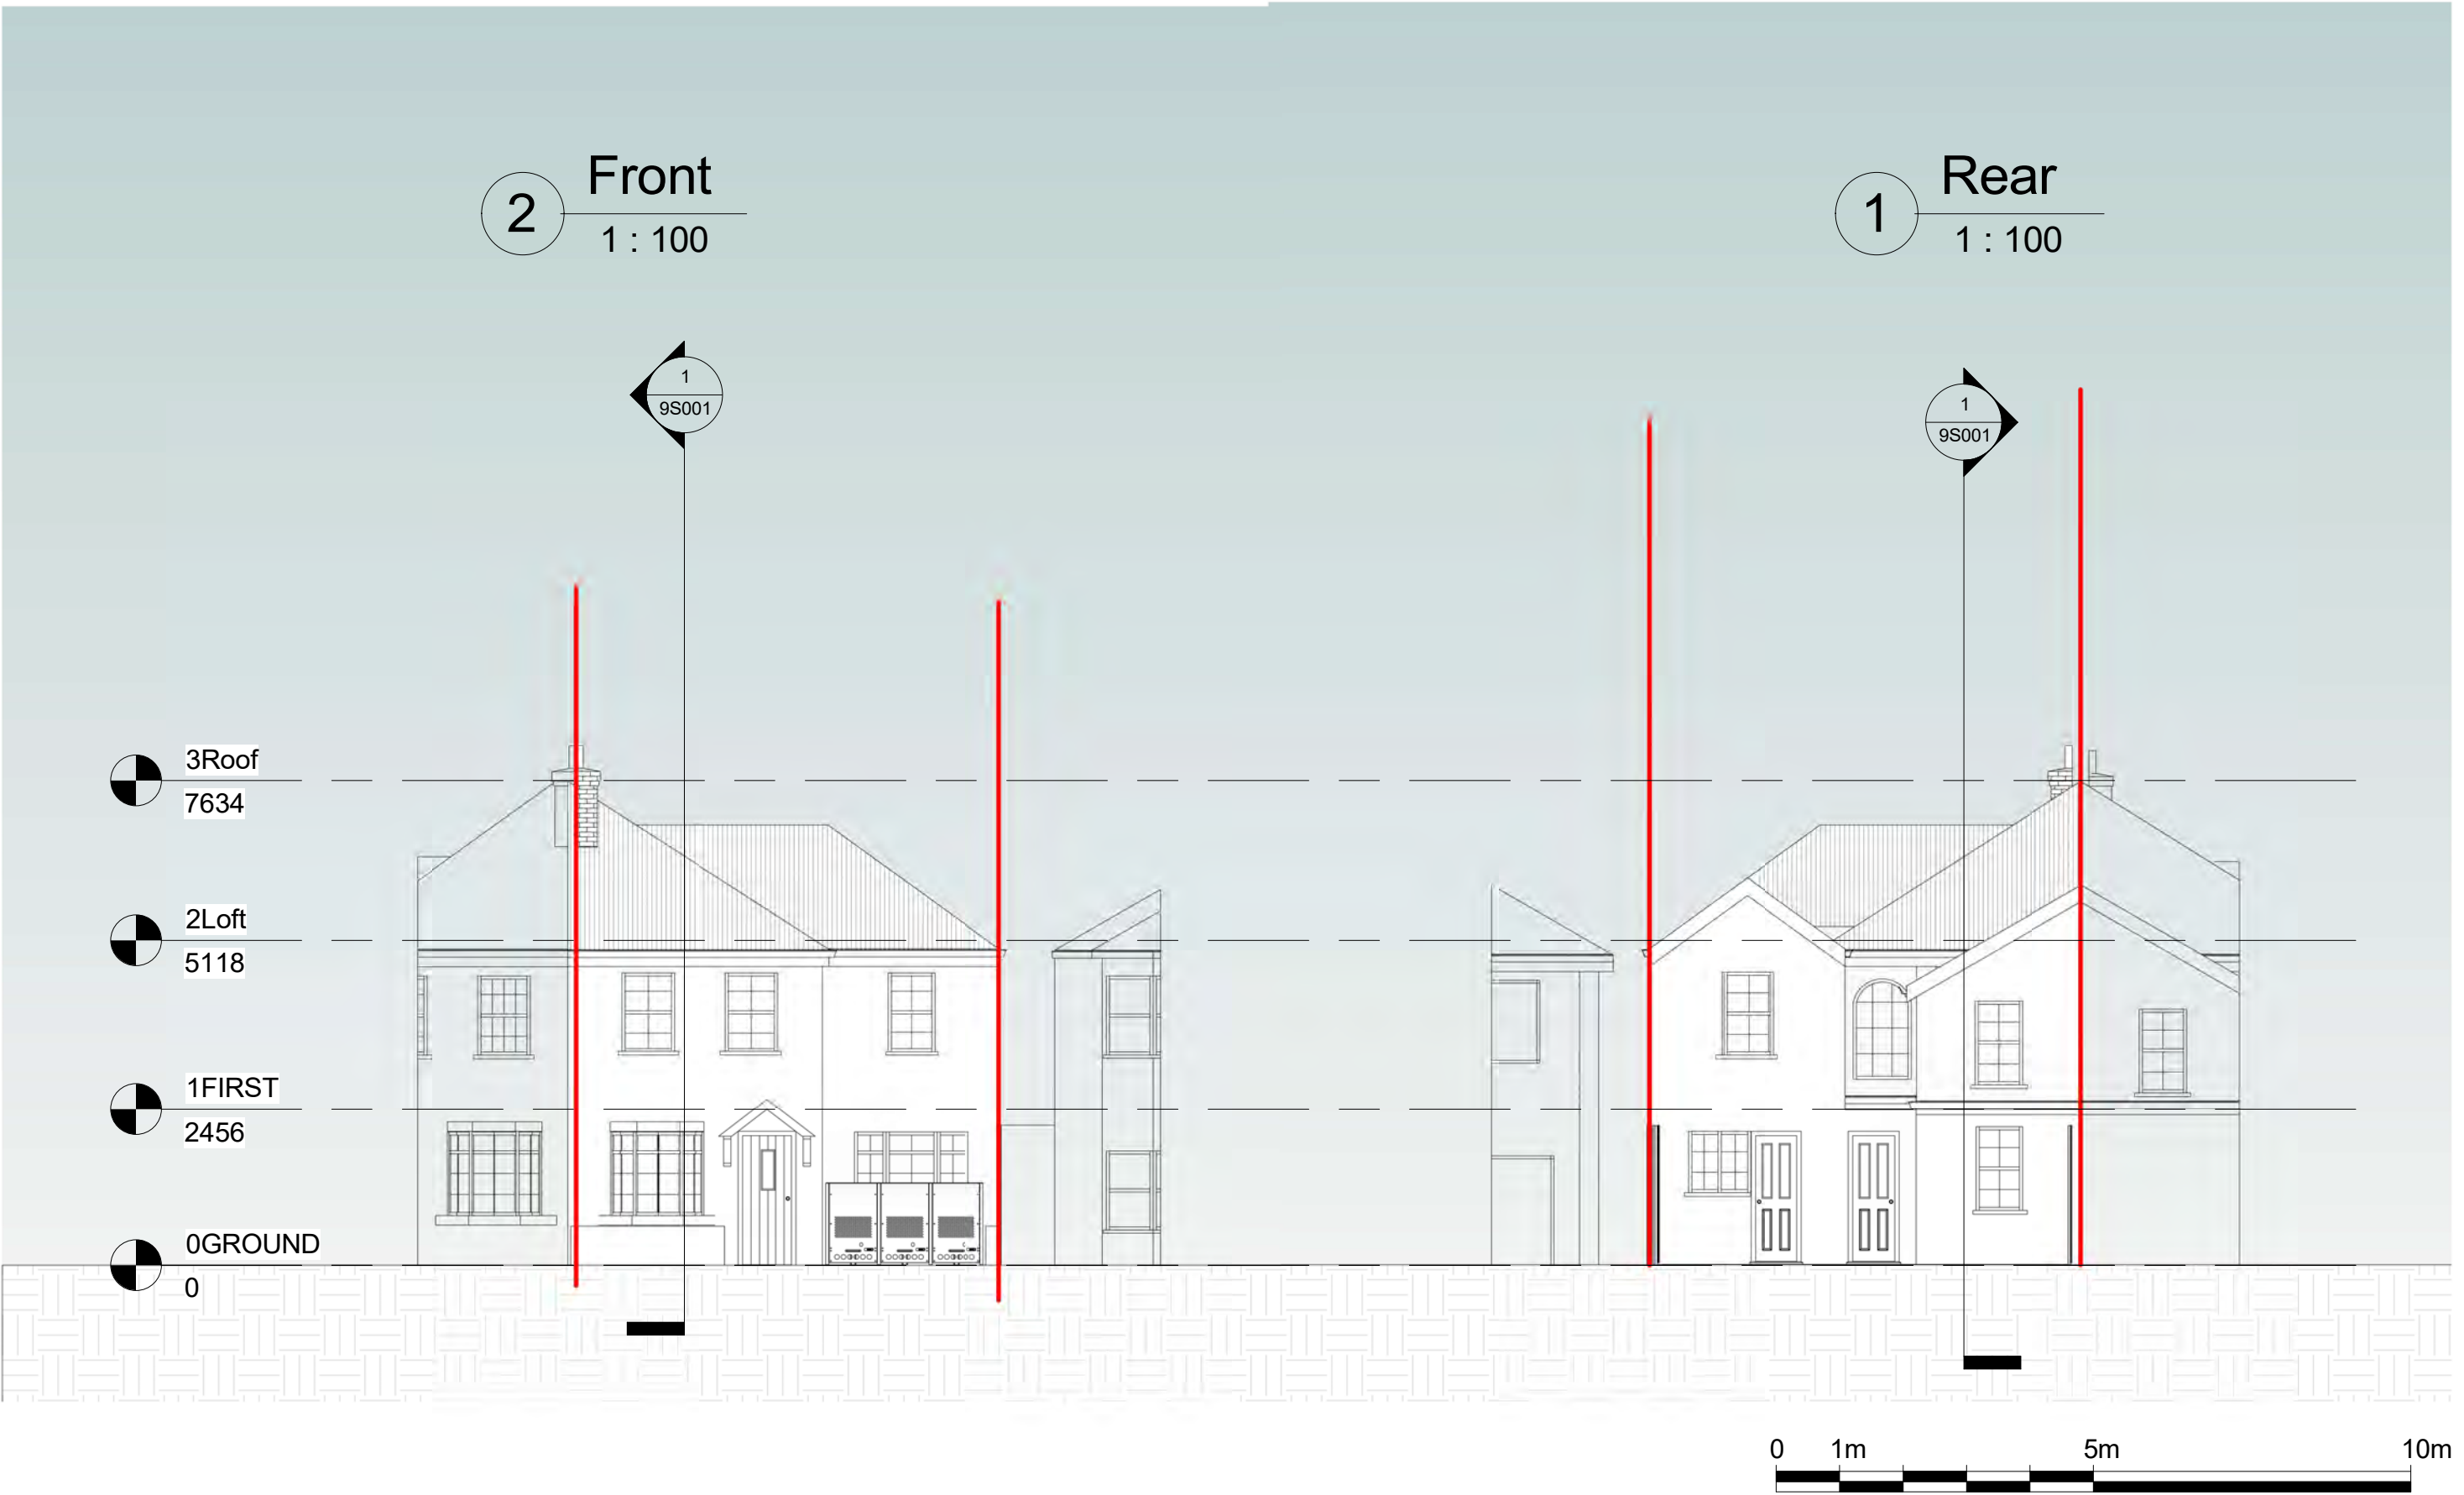 2 Front
1 : 100
1 Rear
1 : 100
1
9S001
1
9S001
3Roof
7634
2Loft
5118
1FIRST
2456
0GROUND
0
0 1m 5m 10m